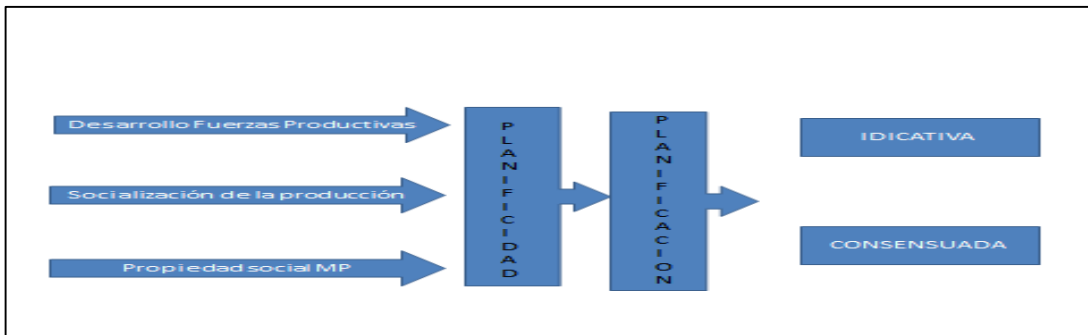 Desarrollo Fuerzas Productivas
Socialización de la producción
Propiedad social MP
PLANIFICIDAD
PLANIFICACION
IDICATIVA
CONSENSUADA